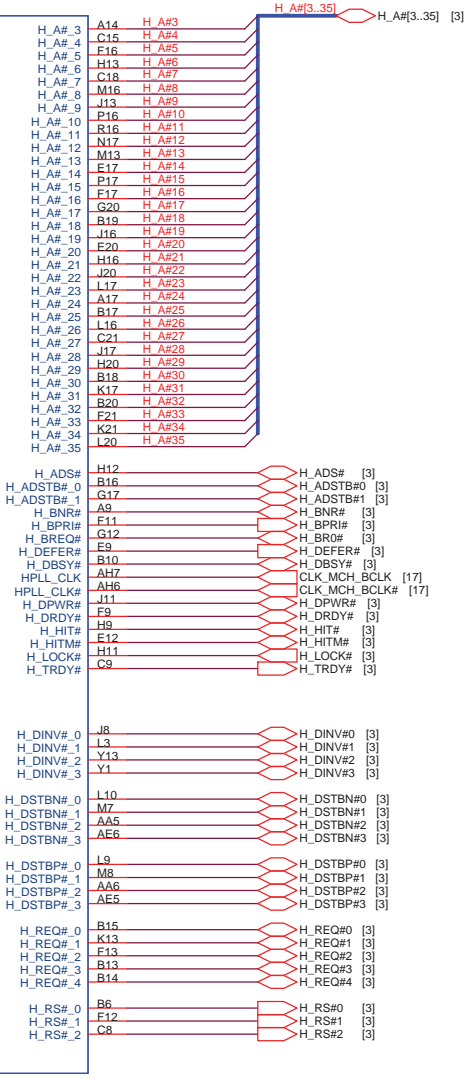 H_A#[3..35] H_A#[3..35] [3]
H_A#_3 A14 H_A#3
H_A#_4 C15 H_A#4
H_A#_5 F16 H_A#5
H_A#_6 H13 H_A#6
H_A#_7 C18 H_A#7
H_A#_8 M16 H_A#8
H_A#_9 J13 H_A#9
H_A#_10 P16 H_A#10
H_A#_11 R16 H_A#11
H_A#_12 N17 H_A#12
H_A#_13 M13 H_A#13
H_A#_14 E17 H_A#14
H_A#_15 P17 H_A#15
H_A#_16 F17 H_A#16
H_A#_17 G20 H_A#17
H_A#_18 B19 H_A#18
H_A#_19 J16 H_A#19
H_A#_20 E20 H_A#20
H_A#_21 H16 H_A#21
H_A#_22 J20 H_A#22
H_A#_23 L17 H_A#23
H_A#_24 A17 H_A#24
H_A#_25 B17 H_A#25
H_A#_26 L16 H_A#26
H_A#_27 C21 H_A#27
H_A#_28 J17 H_A#28
H_A#_29 H20 H_A#29
H_A#_30 B18 H_A#30
H_A#_31 K17 H_A#31
H_A#_32 B20 H_A#32
H_A#_33 F21 H_A#33
H_A#_34 K21 H_A#34
H_A#_35 L20 H_A#35
H_ADS# H12 H_ADS# [3]
H_ADSTB#_0 B16 H_ADSTB#0 [3]
H_ADSTB#_1 G17 H_ADSTB#1 [3]
H_BNR# A9 H_BNR# [3]
H_BPRI# F11 H_BPRI# [3]
H_BREQ# G12 H_BR0# [3]
H_DEFER# E9 H_DEFER# [3]
H_DBSY# B10 H_DBSY# [3]
HPLL_CLK AH7 CLK_MCH_BCLK [17]
HPLL_CLK# AH6 CLK_MCH_BCLK# [17]
H_DPWR# J11 H_DPWR# [3]
H_DRDY# F9 H_DRDY# [3]
H_HIT# H9 H_HIT# [3]
H_HITM# E12 H_HITM# [3]
H_LOCK# H11 H_LOCK# [3]
H_TRDY# C9 H_TRDY# [3]
H_DINV#_0 J8 H_DINV#0 [3]
H_DINV#_1 L3 H_DINV#1 [3]
H_DINV#_2 Y13 H_DINV#2 [3]
H_DINV#_3 Y1 H_DINV#3 [3]
H_DSTBN#_0 L10 H_DSTBN#0 [3]
H_DSTBN#_1 M7 H_DSTBN#1 [3]
H_DSTBN#_2 AA5 H_DSTBN#2 [3]
H_DSTBN#_3 AE6 H_DSTBN#3 [3]
H_DSTBP#_0 L9 H_DSTBP#0 [3]
H_DSTBP#_1 M8 H_DSTBP#1 [3]
H_DSTBP#_2 AA6 H_DSTBP#2 [3]
H_DSTBP#_3 AE5 H_DSTBP#3 [3]
H_REQ#_0 B15 H_REQ#0 [3]
H_REQ#_1 K13 H_REQ#1 [3]
H_REQ#_2 F13 H_REQ#2 [3]
H_REQ#_3 B13 H_REQ#3 [3]
H_REQ#_4 B14 H_REQ#4 [3]
H_RS#_0 B6 H_RS#0 [3]
H_RS#_1 F12 H_RS#1 [3]
H_RS#_2 C8 H_RS#2 [3]